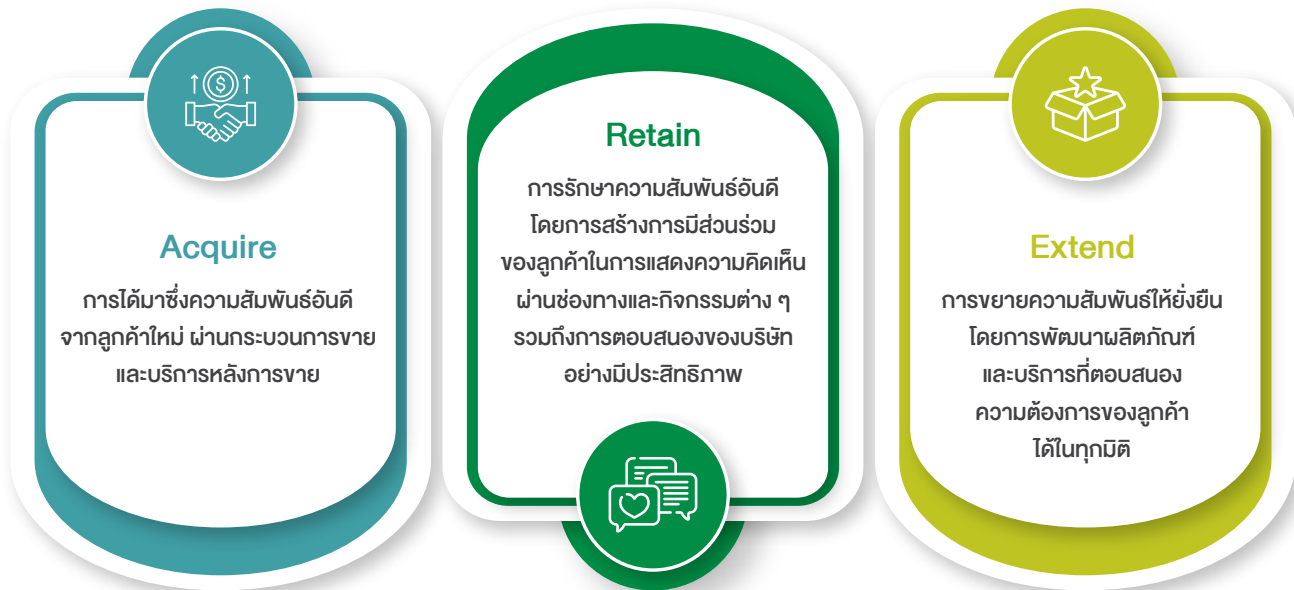 Acquire
การได้มาซึ่งความสัมพันธ์อันดี
จากลูกค้าใหม่ ผ่านกระบวนการขาย
และบริการหลังการขาย
Retain
การรักษาความสัมพันธ์อันดี
โดยการสร้างการมีส่วนร่วม
ของลูกค้าในการแสดงความคิดเห็น
ผ่านช่องทางและกิจกรรมต่าง ๆ
รวมถึงการตอบสนองของบริษัท
อย่างมีประสิทธิภาพ
Extend
การขยายความสัมพันธ์ให้ยั่งยืน
โดยการพัฒนาผลิตภัณฑ์
และบริการที่ตอบสนอง
ความต้องการของลูกค้า
ได้ในทุกมิติ